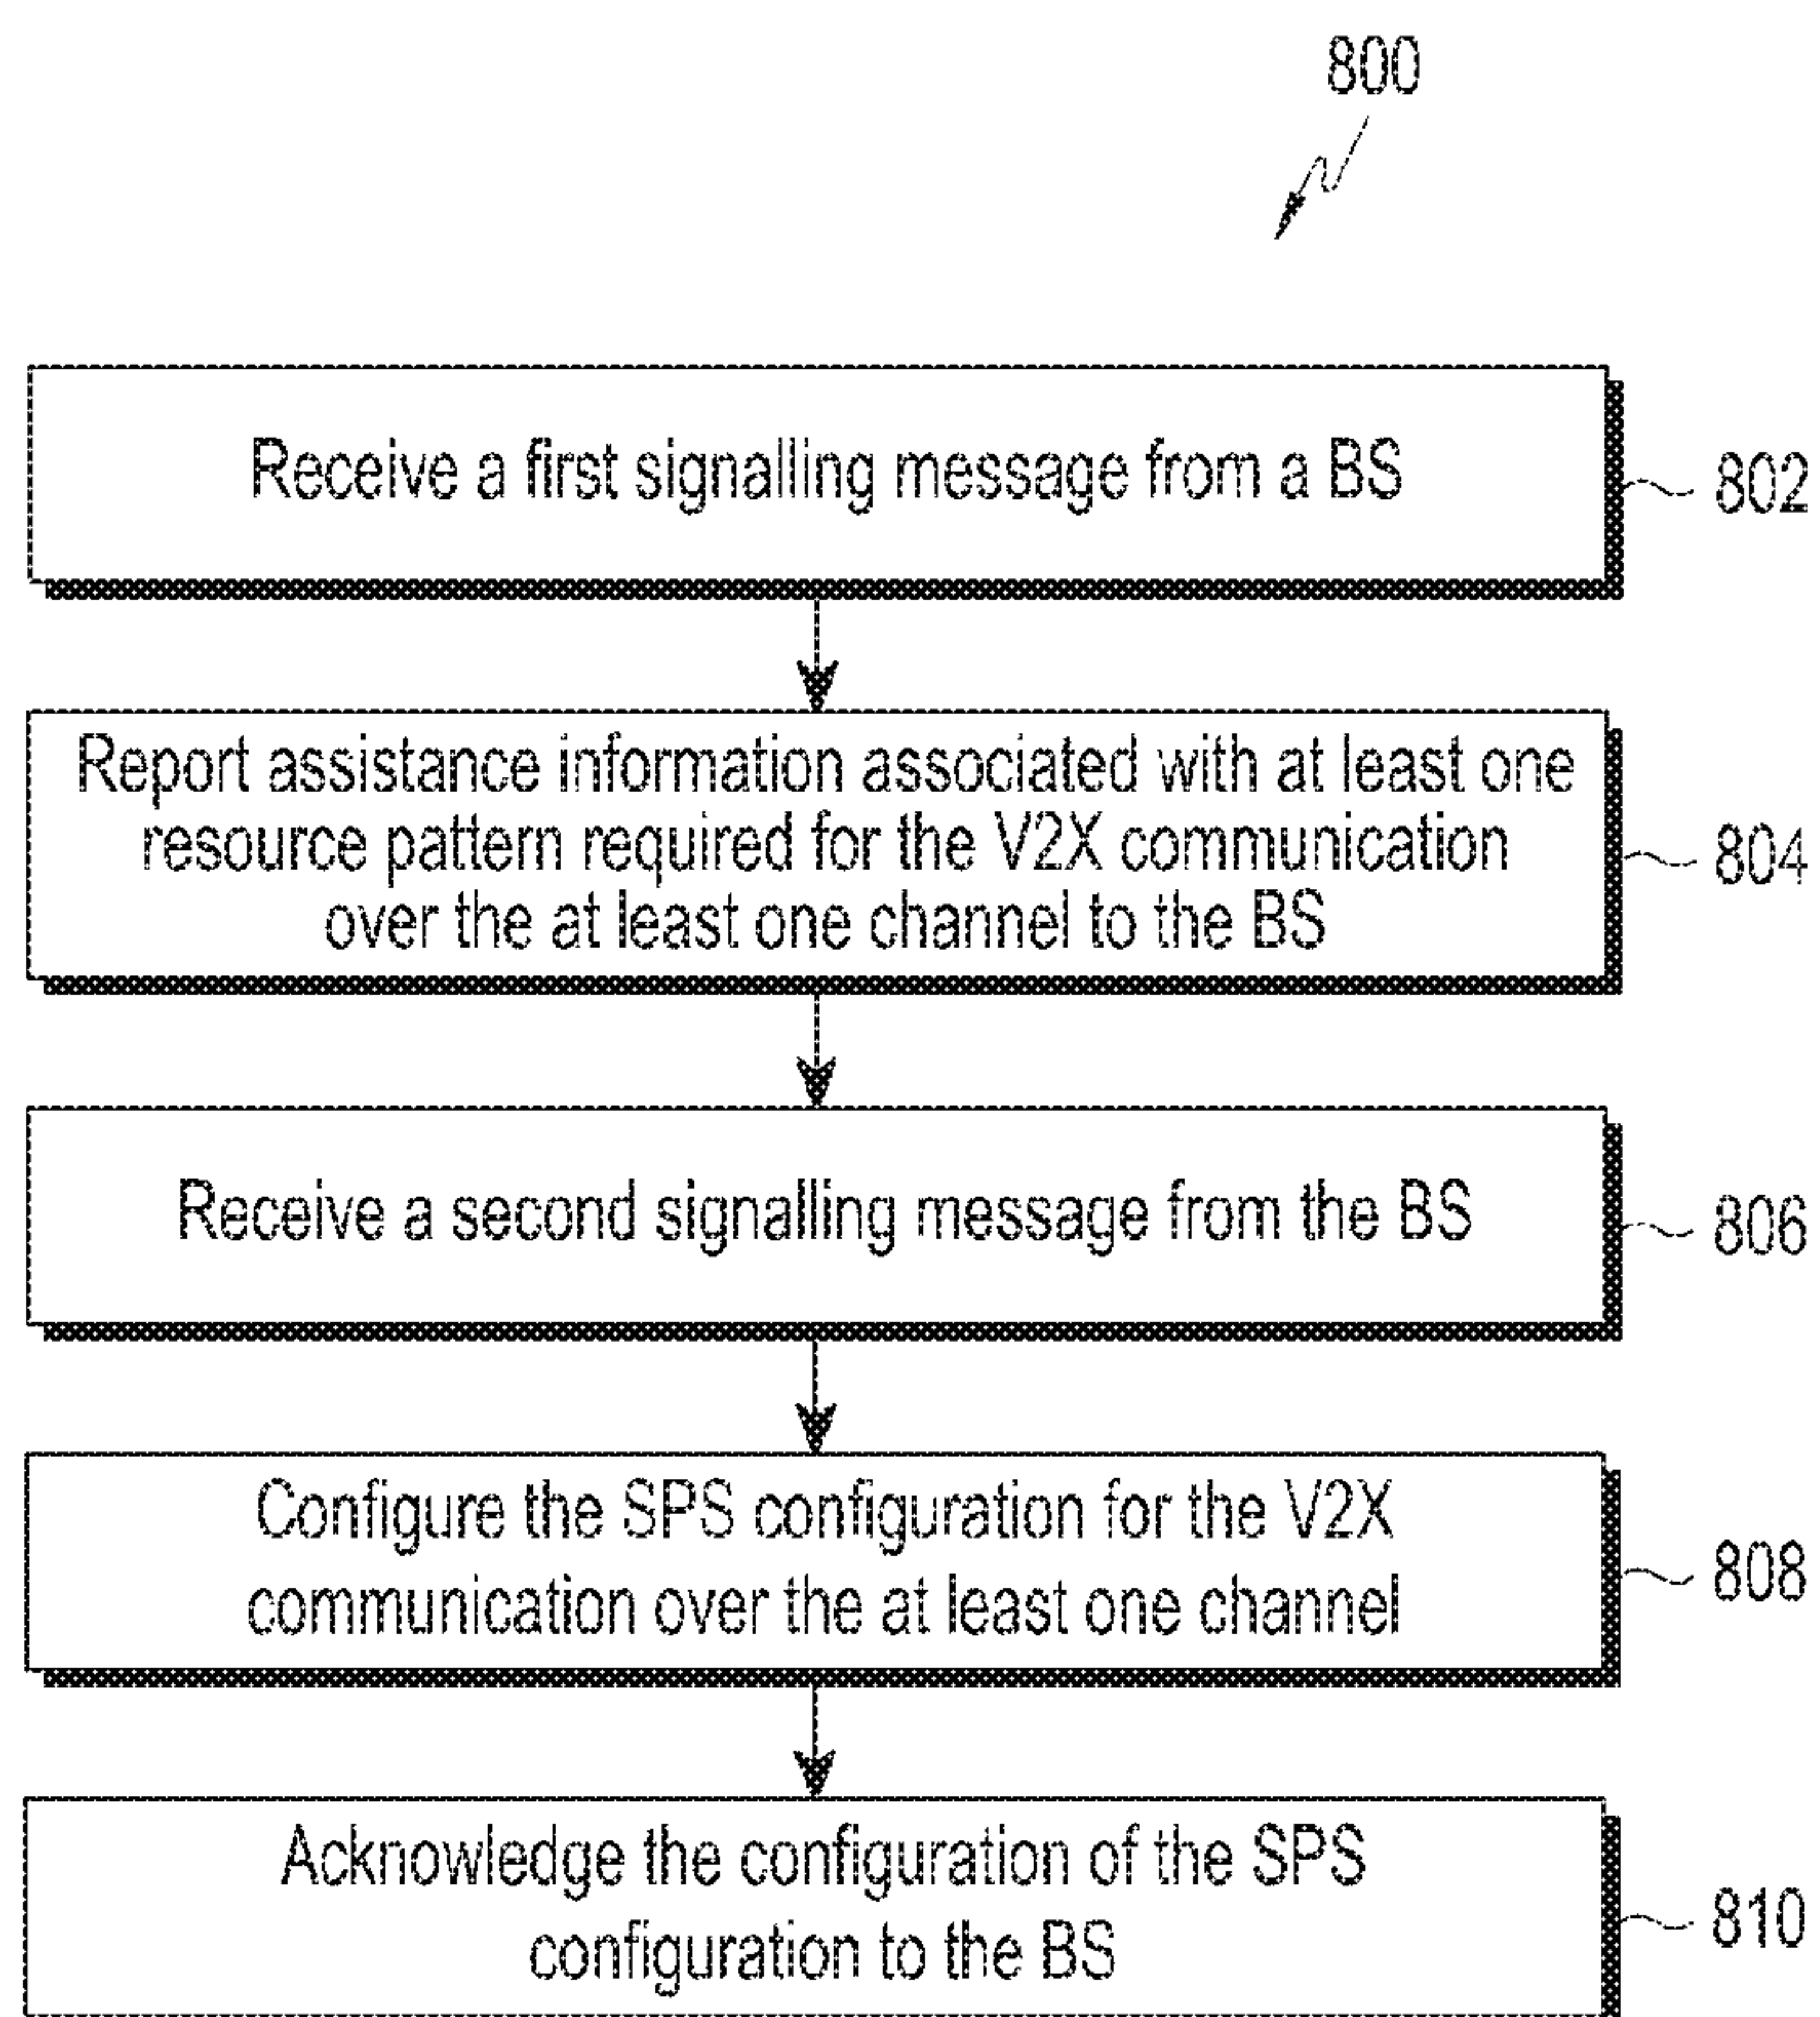 800
Receive a first signalling message from a BS
802
Report assistance information associated with at least one
resource pattern required for the V2X communication
over the at least one channel to the BS
804
Receive a second signalling message from the BS
806
Configure the SPS configuration for the V2X
communication over the at least one channel
808
Acknowledge the configuration of the SPS
configuration to the BS
810